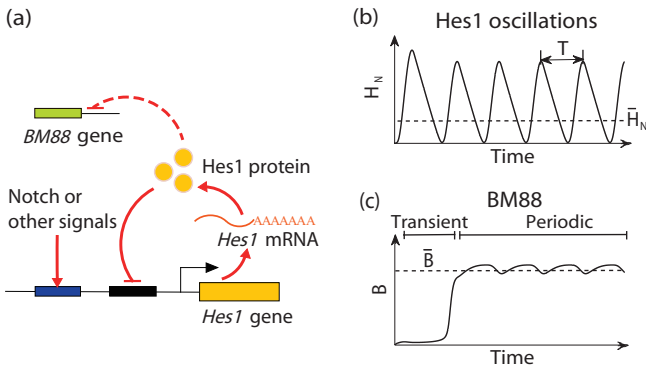 (a)
BM88 gene
Hes1 protein
Notch or
other signals
AAAAAAA
Hes1 mRNA
Hes1 gene
(b)
Hes1 oscillations
T
H_N
H̅_N
Time
(c)
BM88
Transient
Periodic
B̅
B
Time